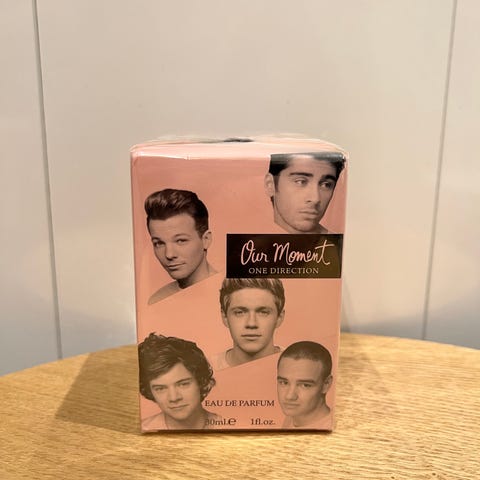 Our Moment
ONE DIRECTION
EAU DE PARFUM
30ml.℮ 1fl.oz.